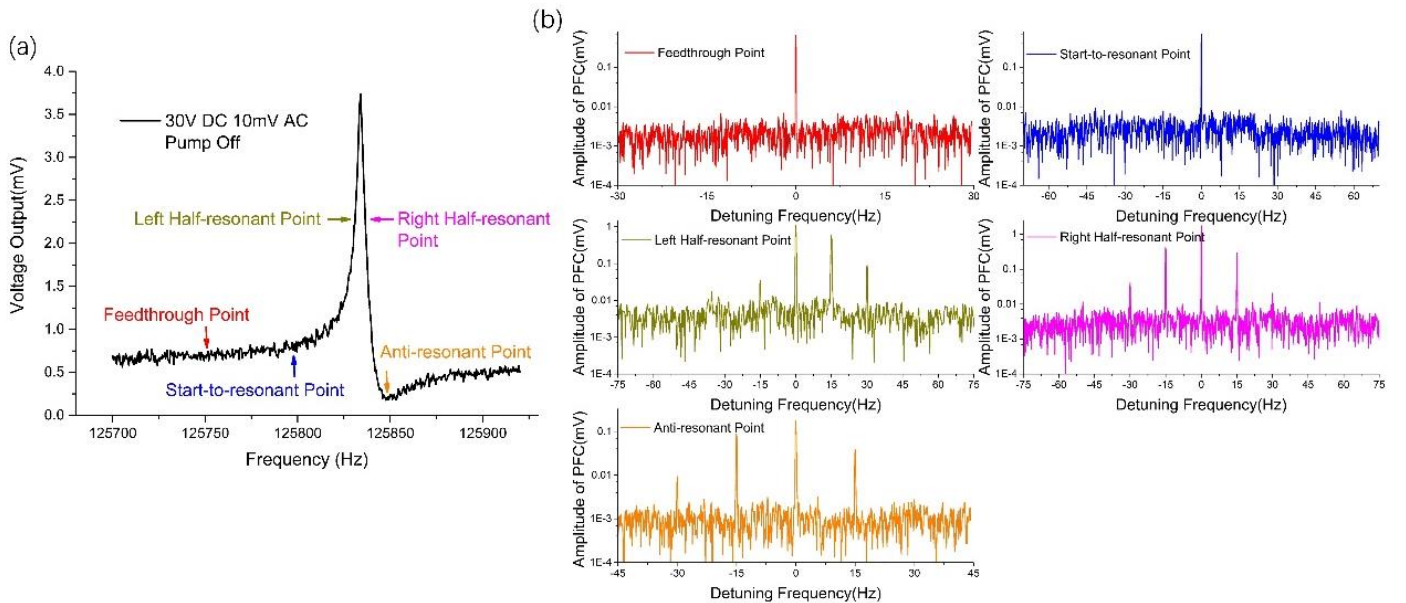 (a)
4.0
3.5
3.0
2.5
2.0
1.5
1.0
0.5
0.0
Voltage Output(mV)
30V DC 10mV AC
Pump Off
Left Half-resonant Point
Right Half-resonant
Point
Feedthrough Point
Start-to-resonant Point
Anti-resonant Point
125700 125750 125800 125850 125900
Frequency (Hz)
(b)
Amplitude of PFC(mV)
0.1
0.01
1E-3
1E-4
Feedthrough Point
-30 -15 0 15 30
Detuning Frequency(Hz)
Amplitude of PFC(mV)
0.1
0.01
1E-3
1E-4
Start-to-resonant Point
-60 -45 -30 -15 0 15 30 45 60
Detuning Frequency(Hz)
Amplitude of PFC(mV)
1
0.1
0.01
1E-3
1E-4
Left Half-resonant Point
-75 -60 -45 -30 -15 0 15 30 45 60 75
Detuning Frequency(Hz)
Amplitude of PFC(mV)
1
0.1
0.01
1E-3
1E-4
Right Half-resonant Point
-75 -60 -45 -30 -15 0 15 30 45 60 75
Detuning Frequency(Hz)
Amplitude of PFC(mV)
0.1
0.01
1E-3
1E-4
Anti-resonant Point
-45 -30 -15 0 15 30 45
Detuning Frequency(Hz)